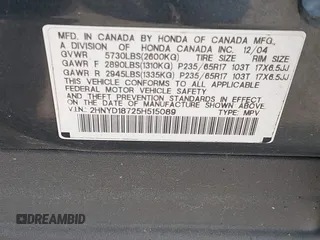 MFD. IN CANADA BY HONDA OF CANADA MFG.,
A DIVISION OF HONDA CANADA INC. 12/04
GVWR 5730LBS(2600KG) TIRE SIZE RIM SIZE
GAWR F 2890LBS(1310KG) P235/65R17 103T 17X6.5JJ
GAWR R 2945LBS(1335KG) P235/65R17 103T 17X6.5JJ
THIS VEHICLE CONFORMS TO ALL APPLICABLE
FEDERAL MOTOR VEHICLE SAFETY
STANDARDS IN EFFECT ON THE DATE OF
MANUFACTURE SHOWN ABOVE.
V.I.N.: 2HNYD18725H515089 TYPE: MPV
© DREAMBID